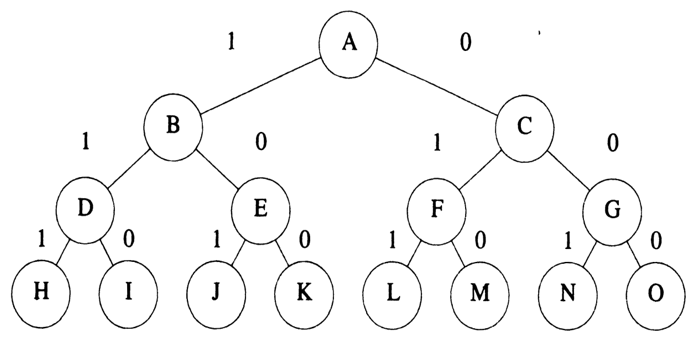 1 A 0
1 B 0 1 C 0
D E F G
1 0 1 0 1 0 1 0
H I J K L M N O